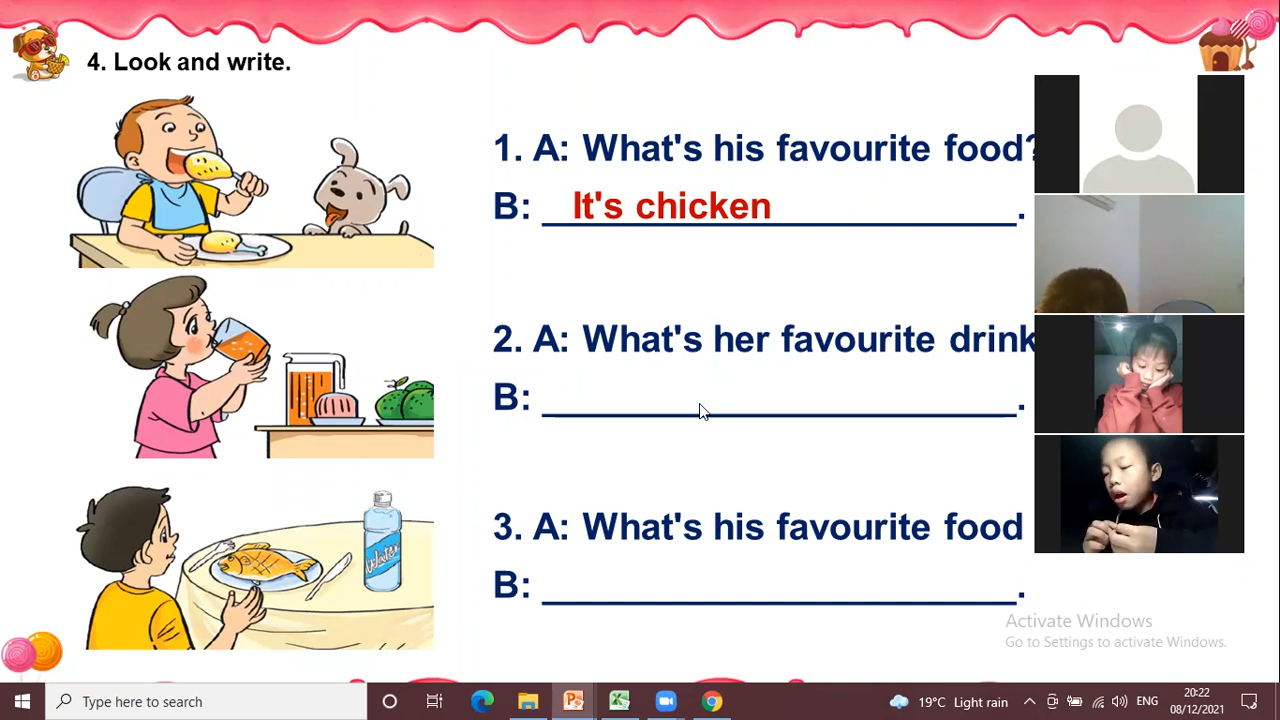 4. Look and write.
1. A: What's his favourite food?
B: It's chicken.
2. A: What's her favourite drink
B: .
3. A: What's his favourite food
B: .
Water
Activate Windows
Go to Settings to activate Windows.
Type here to search
19°C Light rain
ENG
20:22
08/12/2021